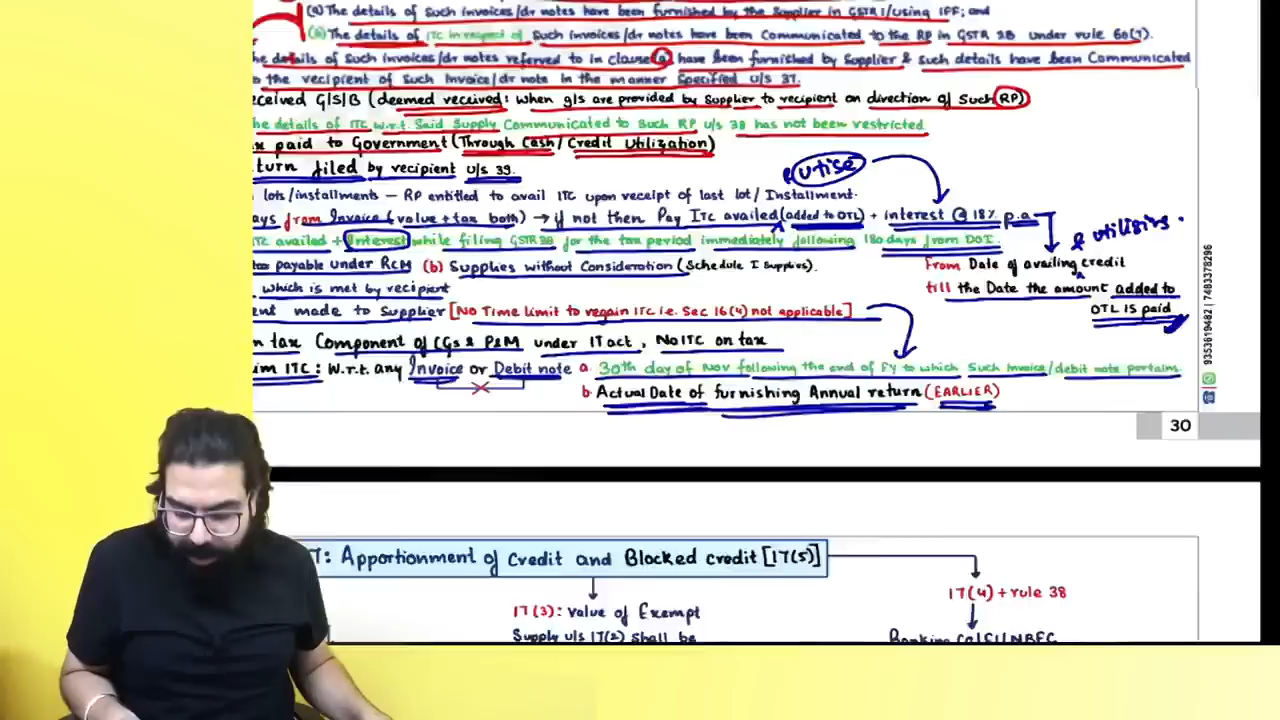 (a) The details of Such invoices/dr notes have been furnished by the Supplier in GSTR1/using IFF; and
(b) The details of ITC in respect of Such invoices/dr notes have been Communicated to the RP in GSTR 2B under rule 60(7).
he details of Such invoices/dr notes referred to in clause (a) have been furnished by Supplier & Such details have been Communicated
o the recipient of Such Invoice/dr note in the manner Specified u/s 37.
eceived G/S/B (deemed received: When g/s are provided by Supplier to recipient on direction of Such RP)
he details of ITC w.r.t. Said Supply Communicated to Such RP u/s 38 has not been restricted.
ax paid to Government (Through Cash/Credit Utilization)
& utise
turn filed by recipient u/s 39.
lots/installments — RP entitled to avail ITC upon receipt of last lot/Installment.
ays from Invoice (value+tax both) → if not then Pay ITC availed (added to OTL) + interest @ 18% p.a
& utilising.
ITC availed + Interest while filing GSTR3B for the tax period immediately following 180 days from DOI
tax payable under RCM (b) Supplies without Consideration (Schedule I Supplies).
From Date of availing credit
which is met by recipient
till the Date the amount added to
OTL IS paid
ent made to Supplier [No Time limit to regain ITC i.e. Sec 16(4) not applicable]
n tax Component of CGs & P&M under IT act, No ITC on tax
im ITC: W.r.t. any Invoice or Debit note a. 30th day of Nov following the end of FY to which Such Invoice/debit note pertains
b. Actual Date of furnishing Annual return (EARLIER)
9353619482 | 7483378296
30
7: Apportionment of Credit and Blocked credit [17(5)]
17(4) + rule 38
17(3): Value of Exempt
Supply u/s 17(2) Shall be
Banking Co/FI/NBFC